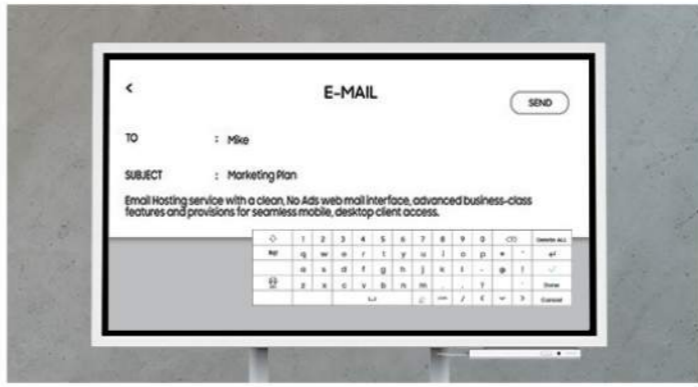 E-MAIL
SEND
TO : Mike
SUBJECT : Marketing Plan
Email Hosting service with a clean, No Ads web mail interface, advanced business-class
features and provisions for seamless mobile, desktop client access.
1 2 3 4 5 6 7 8 9 0 DELETE ALL
q w e r t y u i o p
a s d f g h j k l - @ !
z x c v b n m , . ? Done
/ Cancel